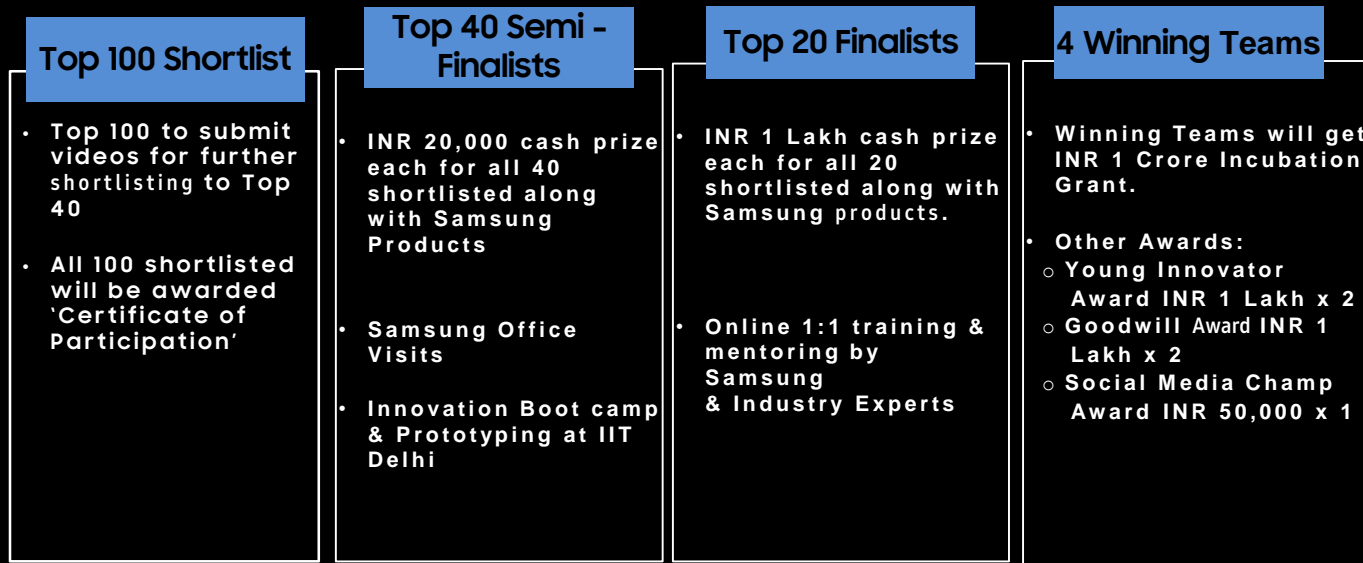 Top 100 Shortlist
• Top 100 to submit
videos for further
shortlisting to Top
40
• All 100 shortlisted
will be awarded
‘Certificate of
Participation’
Top 40 Semi -
Finalists
• INR 20,000 cash prize
each for all 40
shortlisted along
with Samsung
Products
• Samsung Office
Visits
• Innovation Boot camp
& Prototyping at IIT
Delhi
Top 20 Finalists
• INR 1 Lakh cash prize
each for all 20
shortlisted along with
Samsung products.
• Online 1:1 training &
mentoring by
Samsung
& Industry Experts
4 Winning Teams
• Winning Teams will get
INR 1 Crore Incubation
Grant.
• Other Awards:
○ Young Innovator
Award INR 1 Lakh x 2
○ Goodwill Award INR 1
Lakh x 2
○ Social Media Champ
Award INR 50,000 x 1